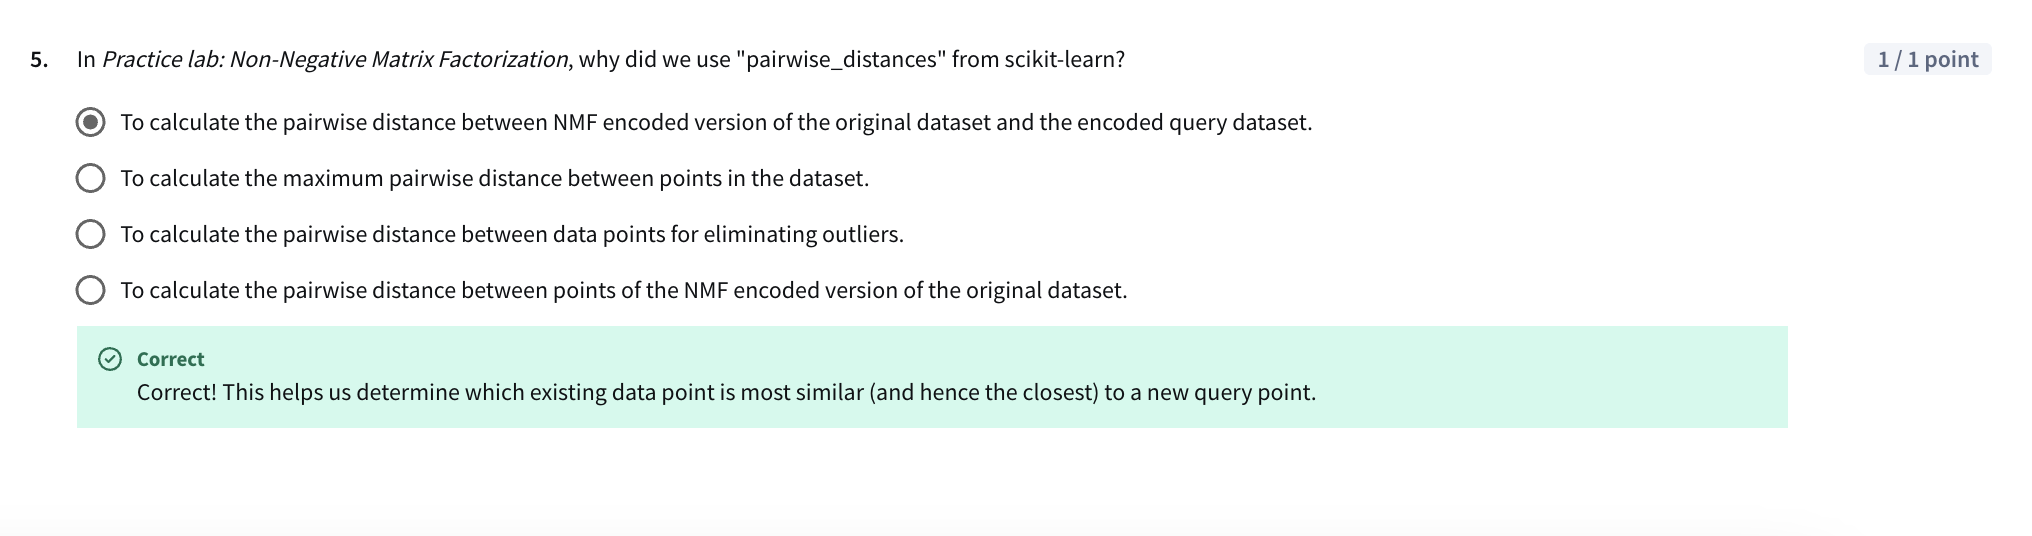 5. In Practice lab: Non-Negative Matrix Factorization, why did we use "pairwise_distances" from scikit-learn?
1 / 1 point
To calculate the pairwise distance between NMF encoded version of the original dataset and the encoded query dataset.
To calculate the maximum pairwise distance between points in the dataset.
To calculate the pairwise distance between data points for eliminating outliers.
To calculate the pairwise distance between points of the NMF encoded version of the original dataset.
Correct
Correct! This helps us determine which existing data point is most similar (and hence the closest) to a new query point.